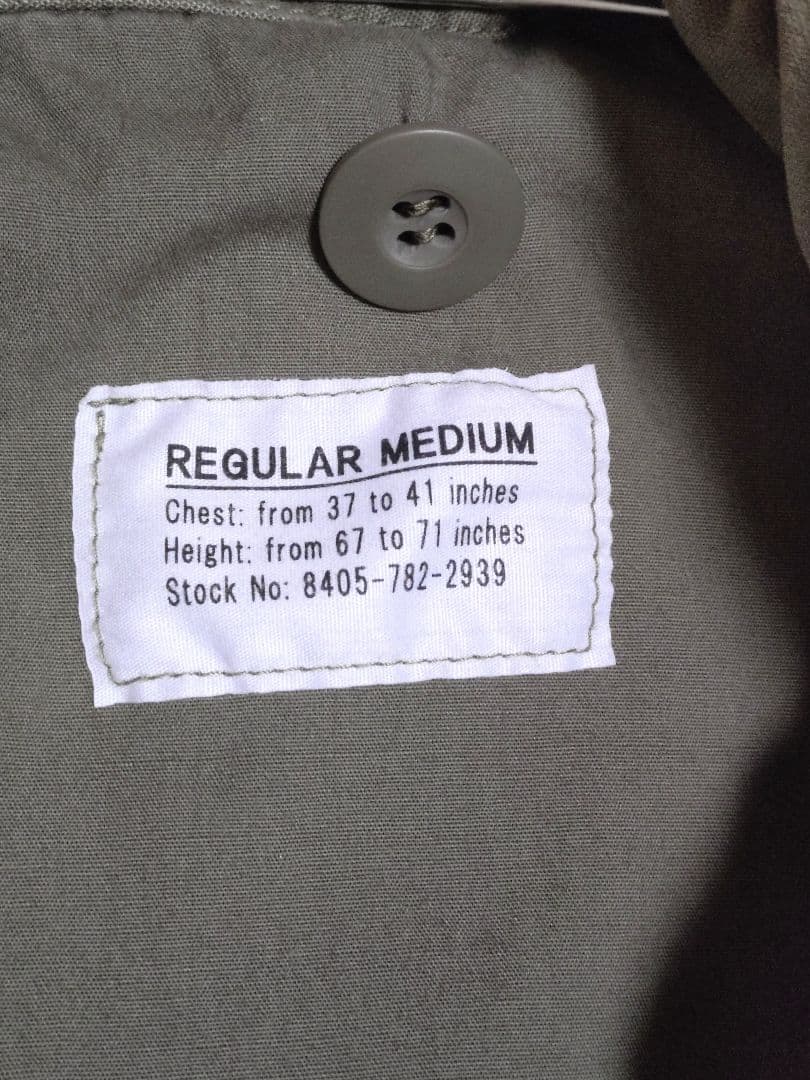 REGULAR MEDIUM
Chest: from 37 to 41 inches
Height: from 67 to 71 inches
Stock No: 8405-782-2939